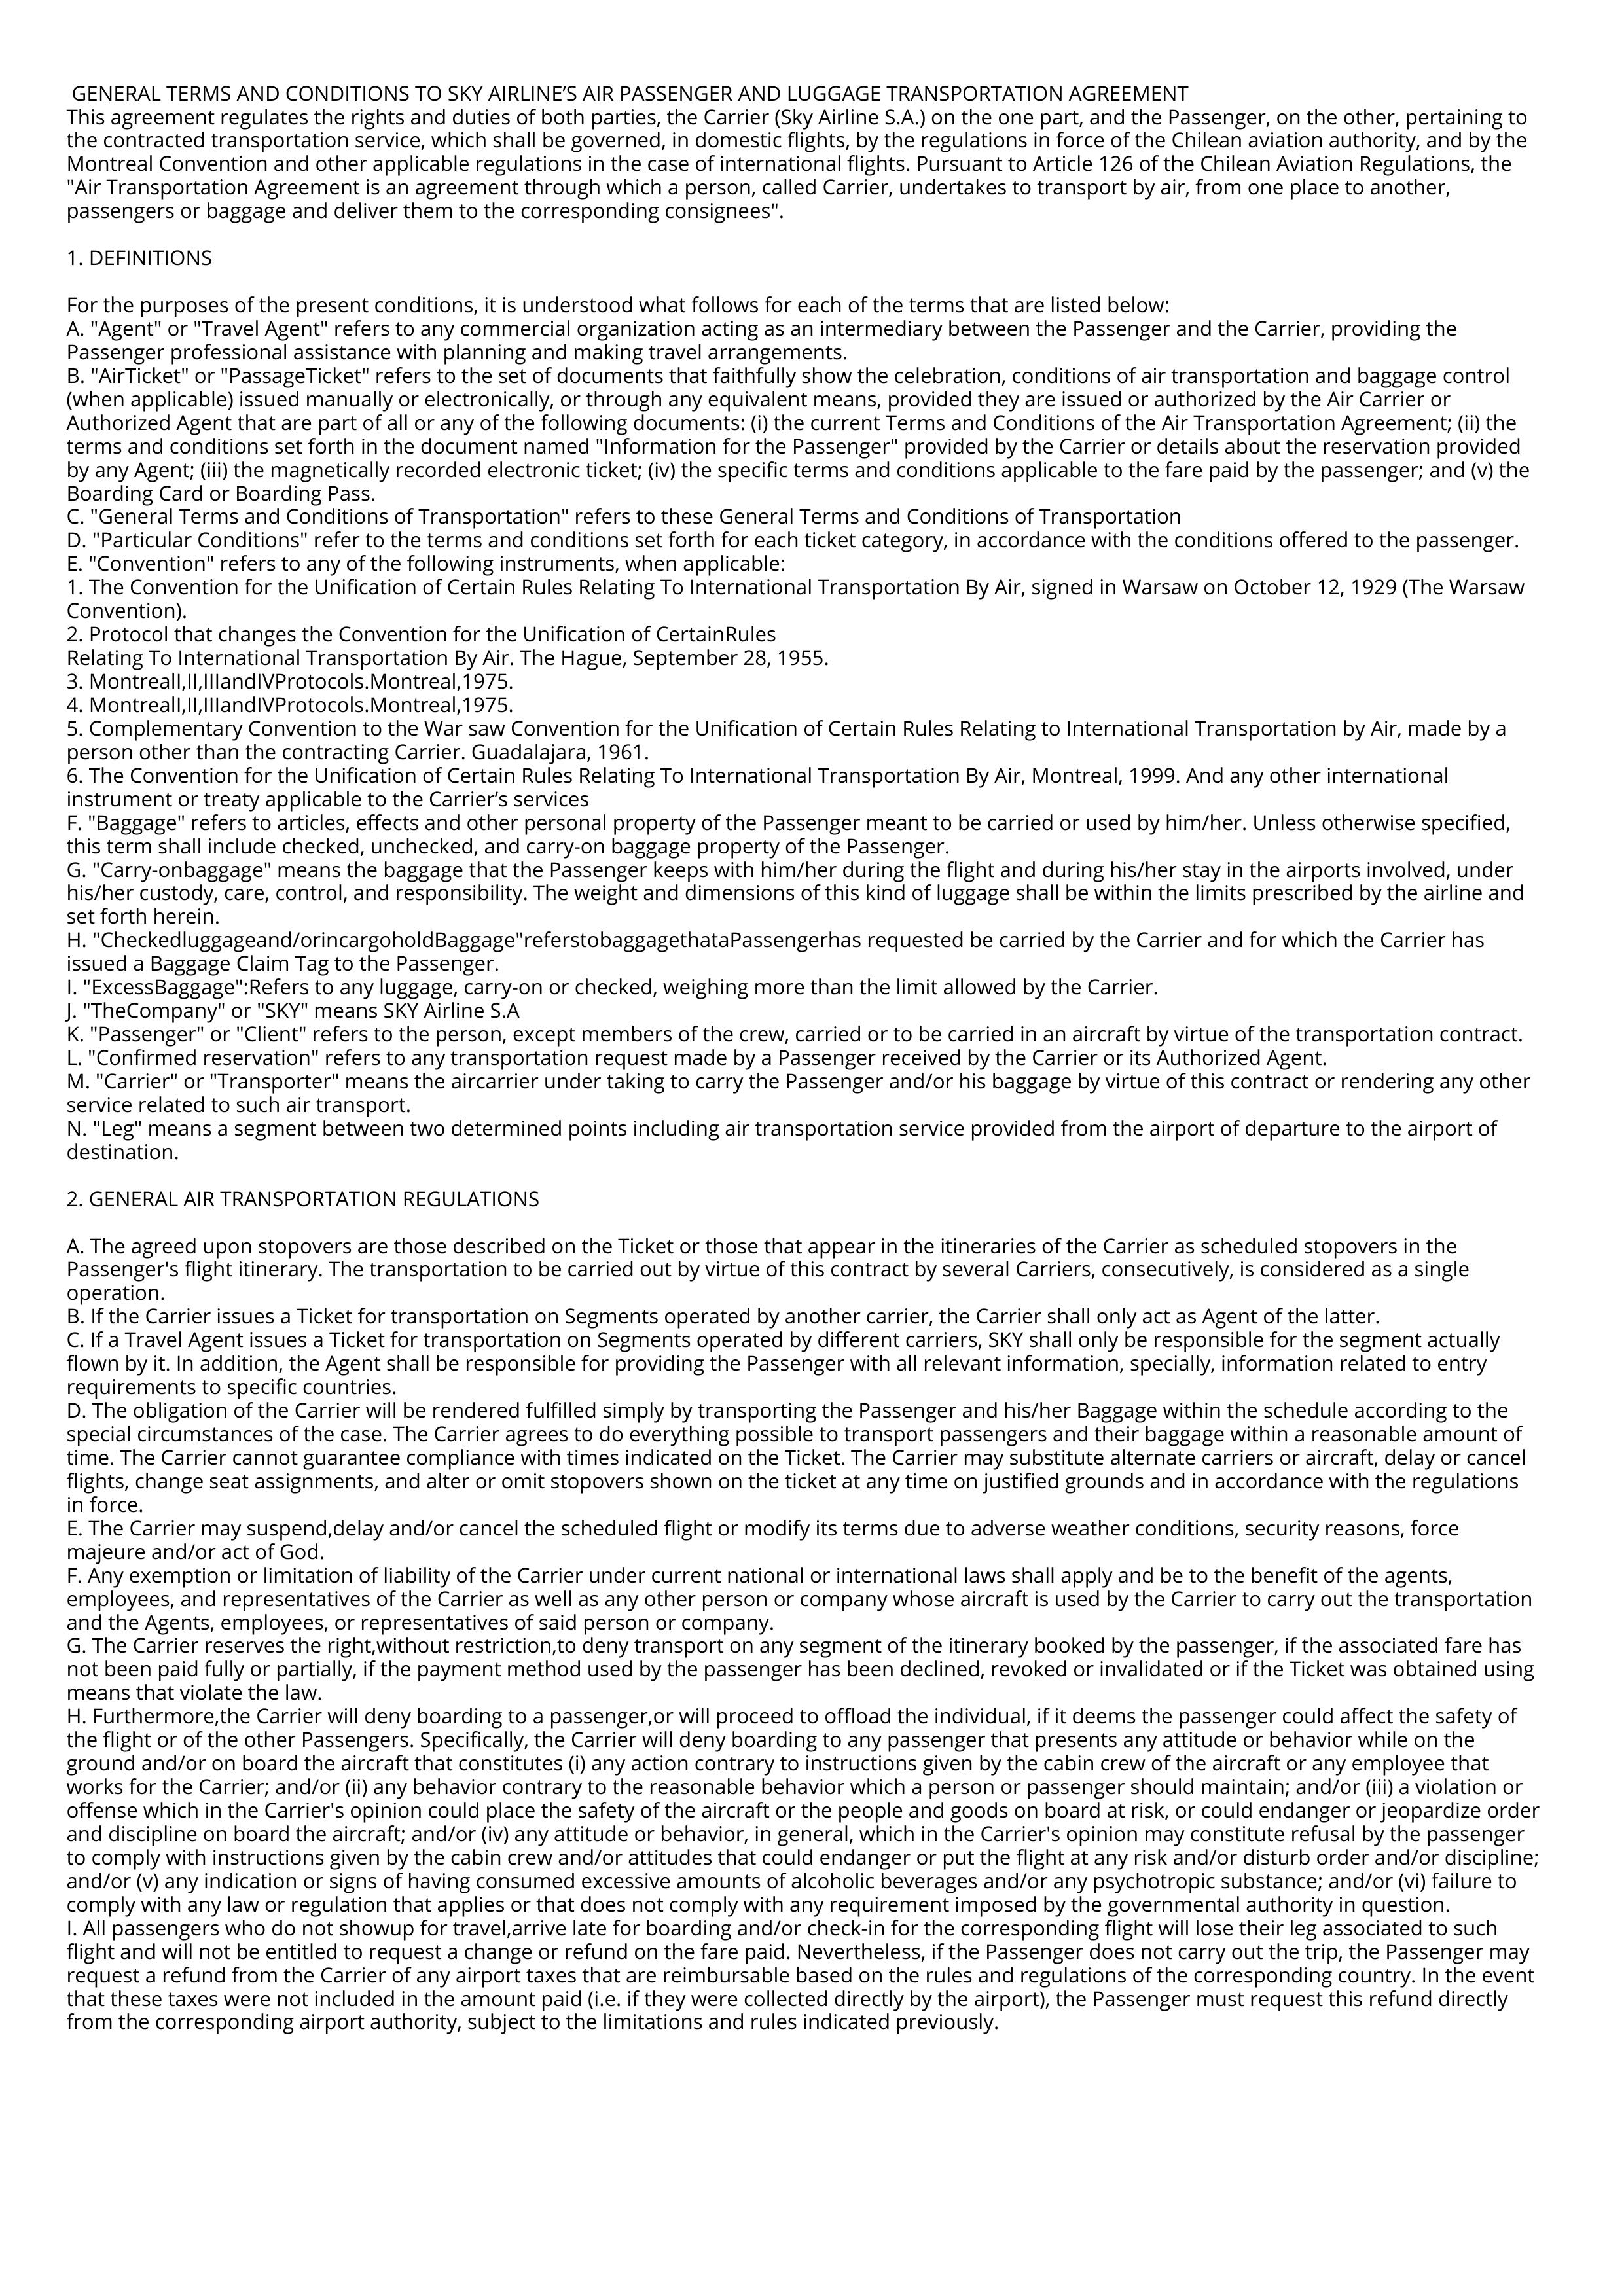 GENERAL TERMS AND CONDITIONS TO SKY AIRLINE’S AIR PASSENGER AND LUGGAGE TRANSPORTATION AGREEMENT
This agreement regulates the rights and duties of both parties, the Carrier (Sky Airline S.A.) on the one part, and the Passenger, on the other, pertaining to
the contracted transportation service, which shall be governed, in domestic flights, by the regulations in force of the Chilean aviation authority, and by the
Montreal Convention and other applicable regulations in the case of international flights. Pursuant to Article 126 of the Chilean Aviation Regulations, the
"Air Transportation Agreement is an agreement through which a person, called Carrier, undertakes to transport by air, from one place to another,
passengers or baggage and deliver them to the corresponding consignees".
1. DEFINITIONS
For the purposes of the present conditions, it is understood what follows for each of the terms that are listed below:
A. "Agent" or "Travel Agent" refers to any commercial organization acting as an intermediary between the Passenger and the Carrier, providing the
Passenger professional assistance with planning and making travel arrangements.
B. "AirTicket" or "PassageTicket" refers to the set of documents that faithfully show the celebration, conditions of air transportation and baggage control
(when applicable) issued manually or electronically, or through any equivalent means, provided they are issued or authorized by the Air Carrier or
Authorized Agent that are part of all or any of the following documents: (i) the current Terms and Conditions of the Air Transportation Agreement; (ii) the
terms and conditions set forth in the document named "Information for the Passenger" provided by the Carrier or details about the reservation provided
by any Agent; (iii) the magnetically recorded electronic ticket; (iv) the specific terms and conditions applicable to the fare paid by the passenger; and (v) the
Boarding Card or Boarding Pass.
C. "General Terms and Conditions of Transportation" refers to these General Terms and Conditions of Transportation
D. "Particular Conditions" refer to the terms and conditions set forth for each ticket category, in accordance with the conditions offered to the passenger.
E. "Convention" refers to any of the following instruments, when applicable:
1. The Convention for the Unification of Certain Rules Relating To International Transportation By Air, signed in Warsaw on October 12, 1929 (The Warsaw
Convention).
2. Protocol that changes the Convention for the Unification of CertainRules
Relating To International Transportation By Air. The Hague, September 28, 1955.
3. MontrealI,II,IIIandIVProtocols.Montreal,1975.
4. MontrealI,II,IIIandIVProtocols.Montreal,1975.
5. Complementary Convention to the War saw Convention for the Unification of Certain Rules Relating to International Transportation by Air, made by a
person other than the contracting Carrier. Guadalajara, 1961.
6. The Convention for the Unification of Certain Rules Relating To International Transportation By Air, Montreal, 1999. And any other international
instrument or treaty applicable to the Carrier’s services
F. "Baggage" refers to articles, effects and other personal property of the Passenger meant to be carried or used by him/her. Unless otherwise specified,
this term shall include checked, unchecked, and carry-on baggage property of the Passenger.
G. "Carry-onbaggage" means the baggage that the Passenger keeps with him/her during the flight and during his/her stay in the airports involved, under
his/her custody, care, control, and responsibility. The weight and dimensions of this kind of luggage shall be within the limits prescribed by the airline and
set forth herein.
H. "Checkedluggageand/orincargoholdBaggage"referstobaggagethataPassengerhas requested be carried by the Carrier and for which the Carrier has
issued a Baggage Claim Tag to the Passenger.
I. "ExcessBaggage":Refers to any luggage, carry-on or checked, weighing more than the limit allowed by the Carrier.
J. "TheCompany" or "SKY" means SKY Airline S.A
K. "Passenger" or "Client" refers to the person, except members of the crew, carried or to be carried in an aircraft by virtue of the transportation contract.
L. "Confirmed reservation" refers to any transportation request made by a Passenger received by the Carrier or its Authorized Agent.
M. "Carrier" or "Transporter" means the aircarrier under taking to carry the Passenger and/or his baggage by virtue of this contract or rendering any other
service related to such air transport.
N. "Leg" means a segment between two determined points including air transportation service provided from the airport of departure to the airport of
destination.
2. GENERAL AIR TRANSPORTATION REGULATIONS
A. The agreed upon stopovers are those described on the Ticket or those that appear in the itineraries of the Carrier as scheduled stopovers in the
Passenger's flight itinerary. The transportation to be carried out by virtue of this contract by several Carriers, consecutively, is considered as a single
operation.
B. If the Carrier issues a Ticket for transportation on Segments operated by another carrier, the Carrier shall only act as Agent of the latter.
C. If a Travel Agent issues a Ticket for transportation on Segments operated by different carriers, SKY shall only be responsible for the segment actually
flown by it. In addition, the Agent shall be responsible for providing the Passenger with all relevant information, specially, information related to entry
requirements to specific countries.
D. The obligation of the Carrier will be rendered fulfilled simply by transporting the Passenger and his/her Baggage within the schedule according to the
special circumstances of the case. The Carrier agrees to do everything possible to transport passengers and their baggage within a reasonable amount of
time. The Carrier cannot guarantee compliance with times indicated on the Ticket. The Carrier may substitute alternate carriers or aircraft, delay or cancel
flights, change seat assignments, and alter or omit stopovers shown on the ticket at any time on justified grounds and in accordance with the regulations
in force.
E. The Carrier may suspend,delay and/or cancel the scheduled flight or modify its terms due to adverse weather conditions, security reasons, force
majeure and/or act of God.
F. Any exemption or limitation of liability of the Carrier under current national or international laws shall apply and be to the benefit of the agents,
employees, and representatives of the Carrier as well as any other person or company whose aircraft is used by the Carrier to carry out the transportation
and the Agents, employees, or representatives of said person or company.
G. The Carrier reserves the right,without restriction,to deny transport on any segment of the itinerary booked by the passenger, if the associated fare has
not been paid fully or partially, if the payment method used by the passenger has been declined, revoked or invalidated or if the Ticket was obtained using
means that violate the law.
H. Furthermore,the Carrier will deny boarding to a passenger,or will proceed to offload the individual, if it deems the passenger could affect the safety of
the flight or of the other Passengers. Specifically, the Carrier will deny boarding to any passenger that presents any attitude or behavior while on the
ground and/or on board the aircraft that constitutes (i) any action contrary to instructions given by the cabin crew of the aircraft or any employee that
works for the Carrier; and/or (ii) any behavior contrary to the reasonable behavior which a person or passenger should maintain; and/or (iii) a violation or
offense which in the Carrier's opinion could place the safety of the aircraft or the people and goods on board at risk, or could endanger or jeopardize order
and discipline on board the aircraft; and/or (iv) any attitude or behavior, in general, which in the Carrier's opinion may constitute refusal by the passenger
to comply with instructions given by the cabin crew and/or attitudes that could endanger or put the flight at any risk and/or disturb order and/or discipline;
and/or (v) any indication or signs of having consumed excessive amounts of alcoholic beverages and/or any psychotropic substance; and/or (vi) failure to
comply with any law or regulation that applies or that does not comply with any requirement imposed by the governmental authority in question.
I. All passengers who do not showup for travel,arrive late for boarding and/or check-in for the corresponding flight will lose their leg associated to such
flight and will not be entitled to request a change or refund on the fare paid. Nevertheless, if the Passenger does not carry out the trip, the Passenger may
request a refund from the Carrier of any airport taxes that are reimbursable based on the rules and regulations of the corresponding country. In the event
that these taxes were not included in the amount paid (i.e. if they were collected directly by the airport), the Passenger must request this refund directly
from the corresponding airport authority, subject to the limitations and rules indicated previously.